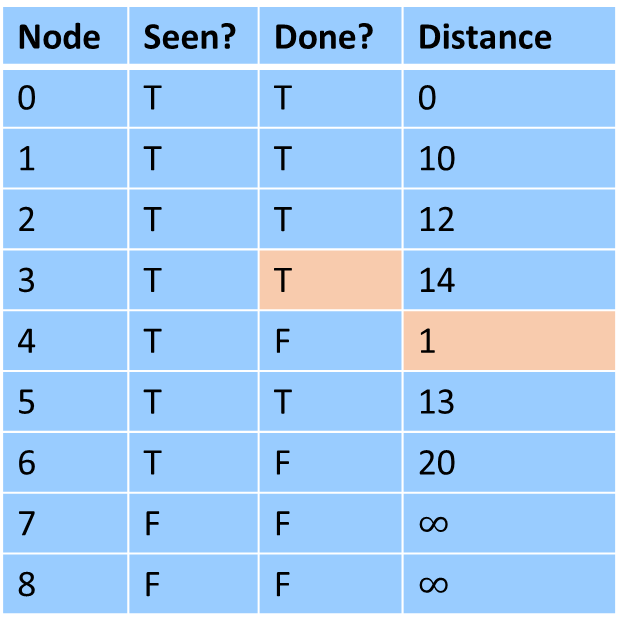 Node Seen? Done? Distance
0 T T 0
1 T T 10
2 T T 12
3 T T 14
4 T F 1
5 T T 13
6 T F 20
7 F F ∞
8 F F ∞